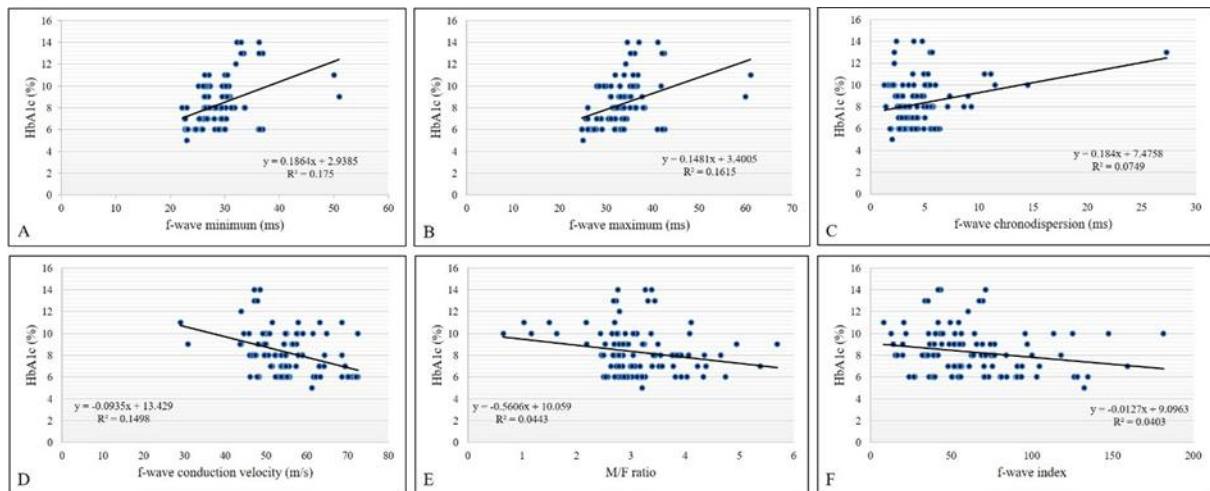 16
14
12
10
8
6
4
2
0
HbA1c (%)
y = 0.1864x + 2.9385
R² = 0.175
0 10 20 30 40 50 60
f-wave minimum (ms)
A
16
14
12
10
8
6
4
2
0
HbA1c (%)
y = 0.1481x + 3.4005
R² = 0.1615
0 10 20 30 40 50 60 70
f-wave maximum (ms)
B
16
14
12
10
8
6
4
2
0
HbA1c (%)
y = 0.184x + 7.4758
R² = 0.0749
0 5 10 15 20 25 30
f-wave chronodispersion (ms)
C
16
14
12
10
8
6
4
2
0
HbA1c (%)
y = -0.0935x + 13.429
R² = 0.1498
0 10 20 30 40 50 60 70 80
f-wave conduction velocity (m/s)
D
16
14
12
10
8
6
4
2
0
HbA1c (%)
y = -0.5606x + 10.059
R² = 0.0443
0 1 2 3 4 5 6
M/F ratio
E
16
14
12
10
8
6
4
2
0
HbA1c (%)
y = -0.0127x + 9.0963
R² = 0.0403
0 50 100 150 200
f-wave index
F